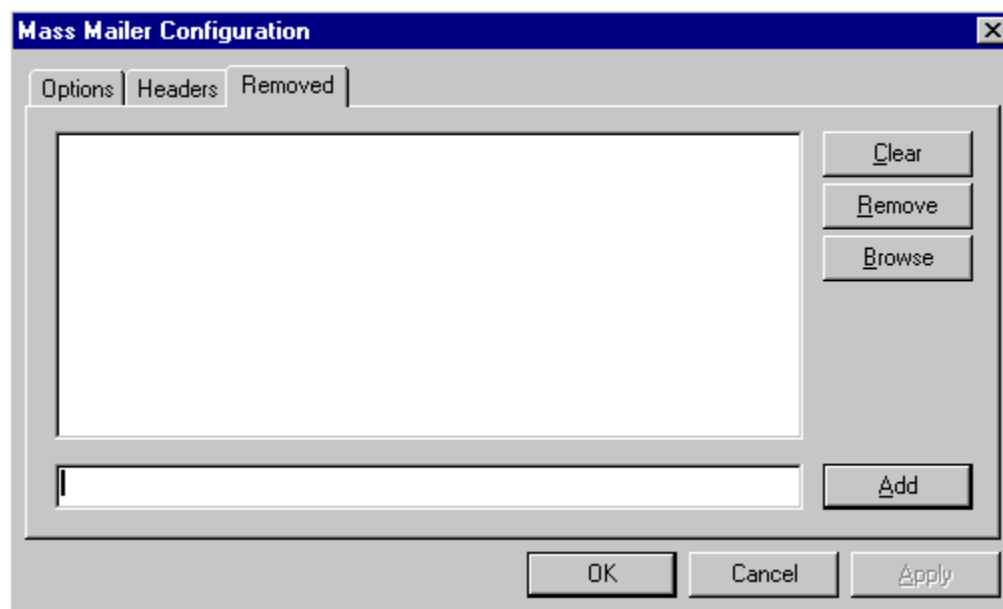 Mass Mailer Configuration
Options Headers Removed
Clear
Remove
Browse
Add
OK Cancel Apply